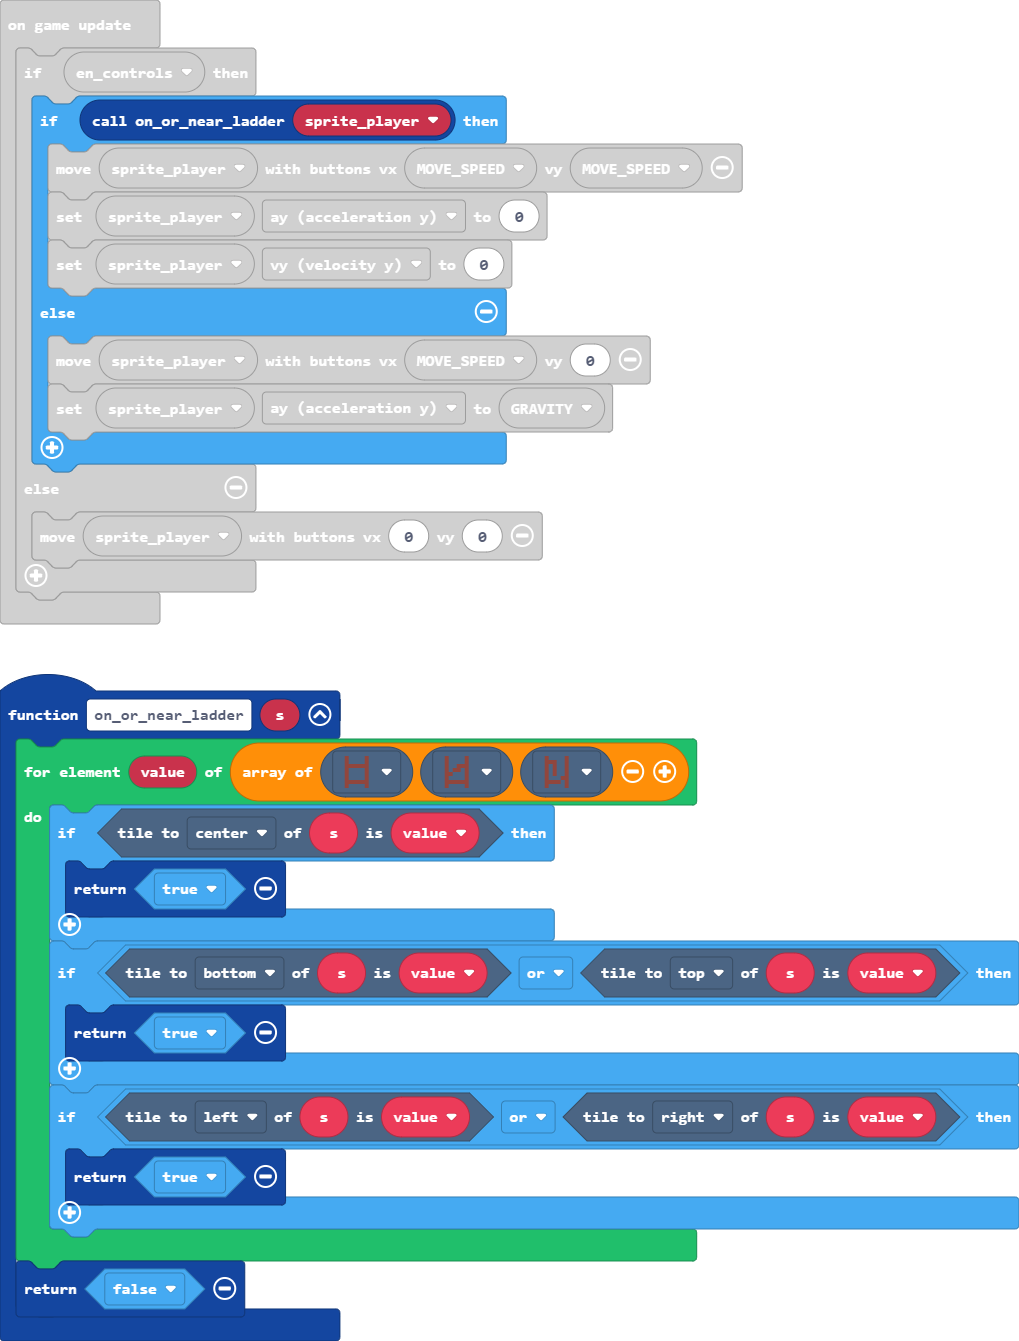 on game update
if en_controls then
if call on_or_near_ladder sprite_player then
move sprite_player with buttons vx MOVE_SPEED vy MOVE_SPEED
set sprite_player ay (acceleration y) to 0
set sprite_player vy (velocity y) to 0
else
move sprite_player with buttons vx MOVE_SPEED vy 0
set sprite_player ay (acceleration y) to GRAVITY
else
move sprite_player with buttons vx 0 vy 0
function on_or_near_ladder s
for element value of array of
do
if tile to center of s is value then
return true
if tile to bottom of s is value or tile to top of s is value then
return true
if tile to left of s is value or tile to right of s is value then
return true
return false